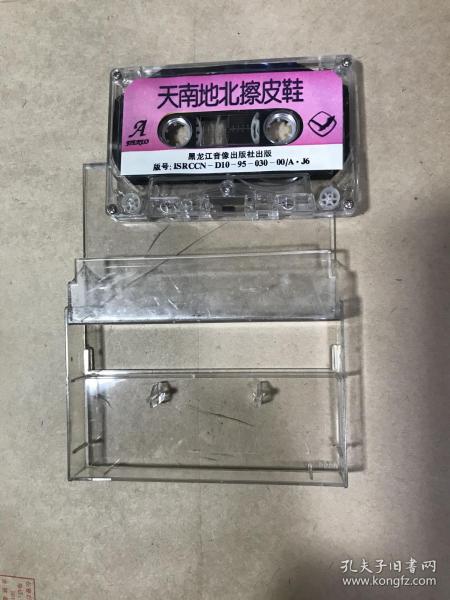 天南地北擦皮鞋
A
STEREO
黑龙江音像出版社出版
版号:ISRCCN-D10-95-030-00/A·J6
孔夫子旧书网
www.kongfz.com